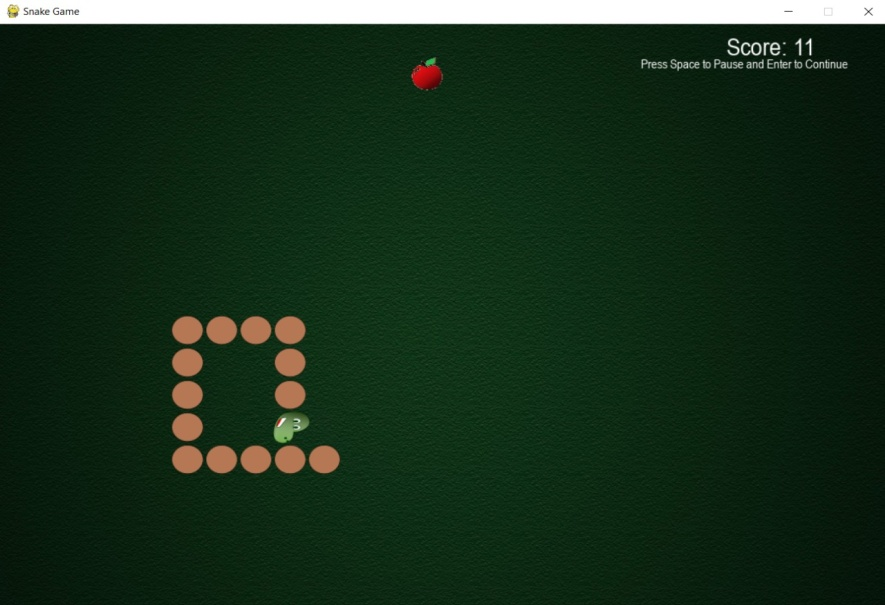 Snake Game
Score: 11
Press Space to Pause and Enter to Continue